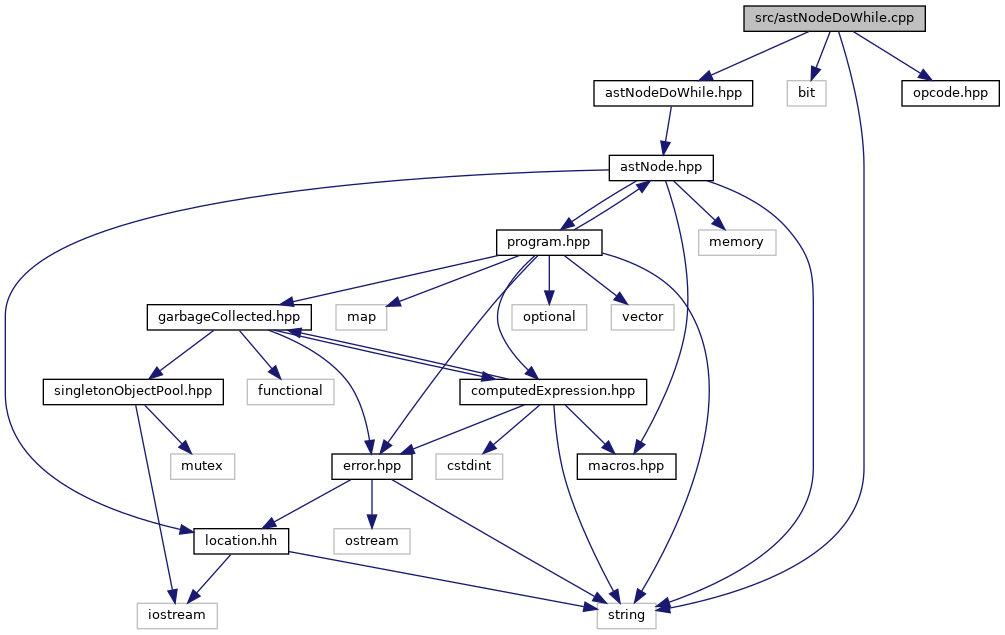 src/astNodeDoWhile.cpp
astNodeDoWhile.hpp
bit
opcode.hpp
astNode.hpp
program.hpp
memory
garbageCollected.hpp
map
optional
vector
singletonObjectPool.hpp
functional
computedExpression.hpp
mutex
error.hpp
cstdint
macros.hpp
location.hh
ostream
iostream
string